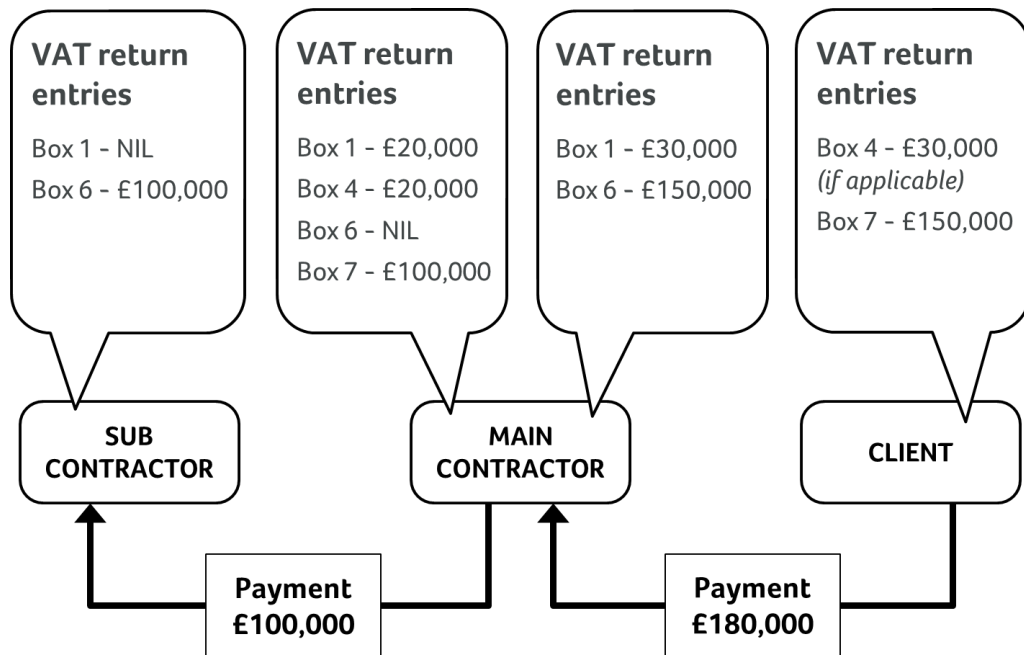 VAT return
entries
Box 1 - NIL
Box 6 - £100,000
VAT return
entries
Box 1 - £20,000
Box 4 - £20,000
Box 6 - NIL
Box 7 - £100,000
VAT return
entries
Box 1 - £30,000
Box 6 - £150,000
VAT return
entries
Box 4 - £30,000
(if applicable)
Box 7 - £150,000
SUB
CONTRACTOR
MAIN
CONTRACTOR
CLIENT
Payment
£100,000
Payment
£180,000